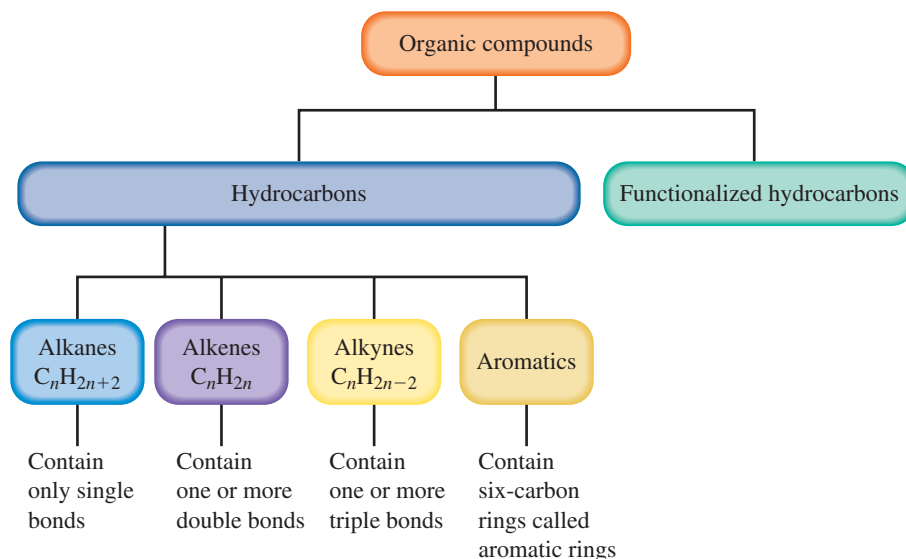 Organic compounds
Hydrocarbons
Functionalized hydrocarbons
Alkanes
CₙH₂ₙ₊₂
Alkenes
CₙH₂ₙ
Alkynes
CₙH₂ₙ₋₂
Aromatics
Contain
only single
bonds
Contain
one or more
double bonds
Contain
one or more
triple bonds
Contain
six-carbon
rings called
aromatic rings